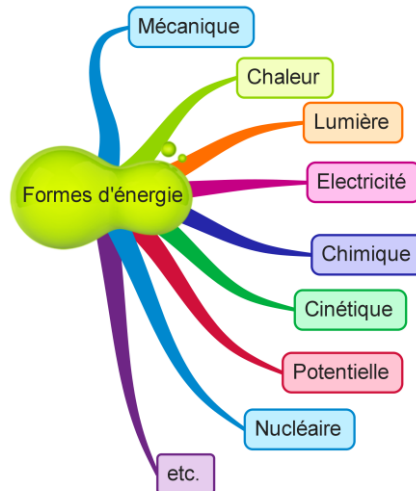 Mécanique
Chaleur
Lumière
Formes d'énergie
Electricité
Chimique
Cinétique
Potentielle
Nucléaire
etc.